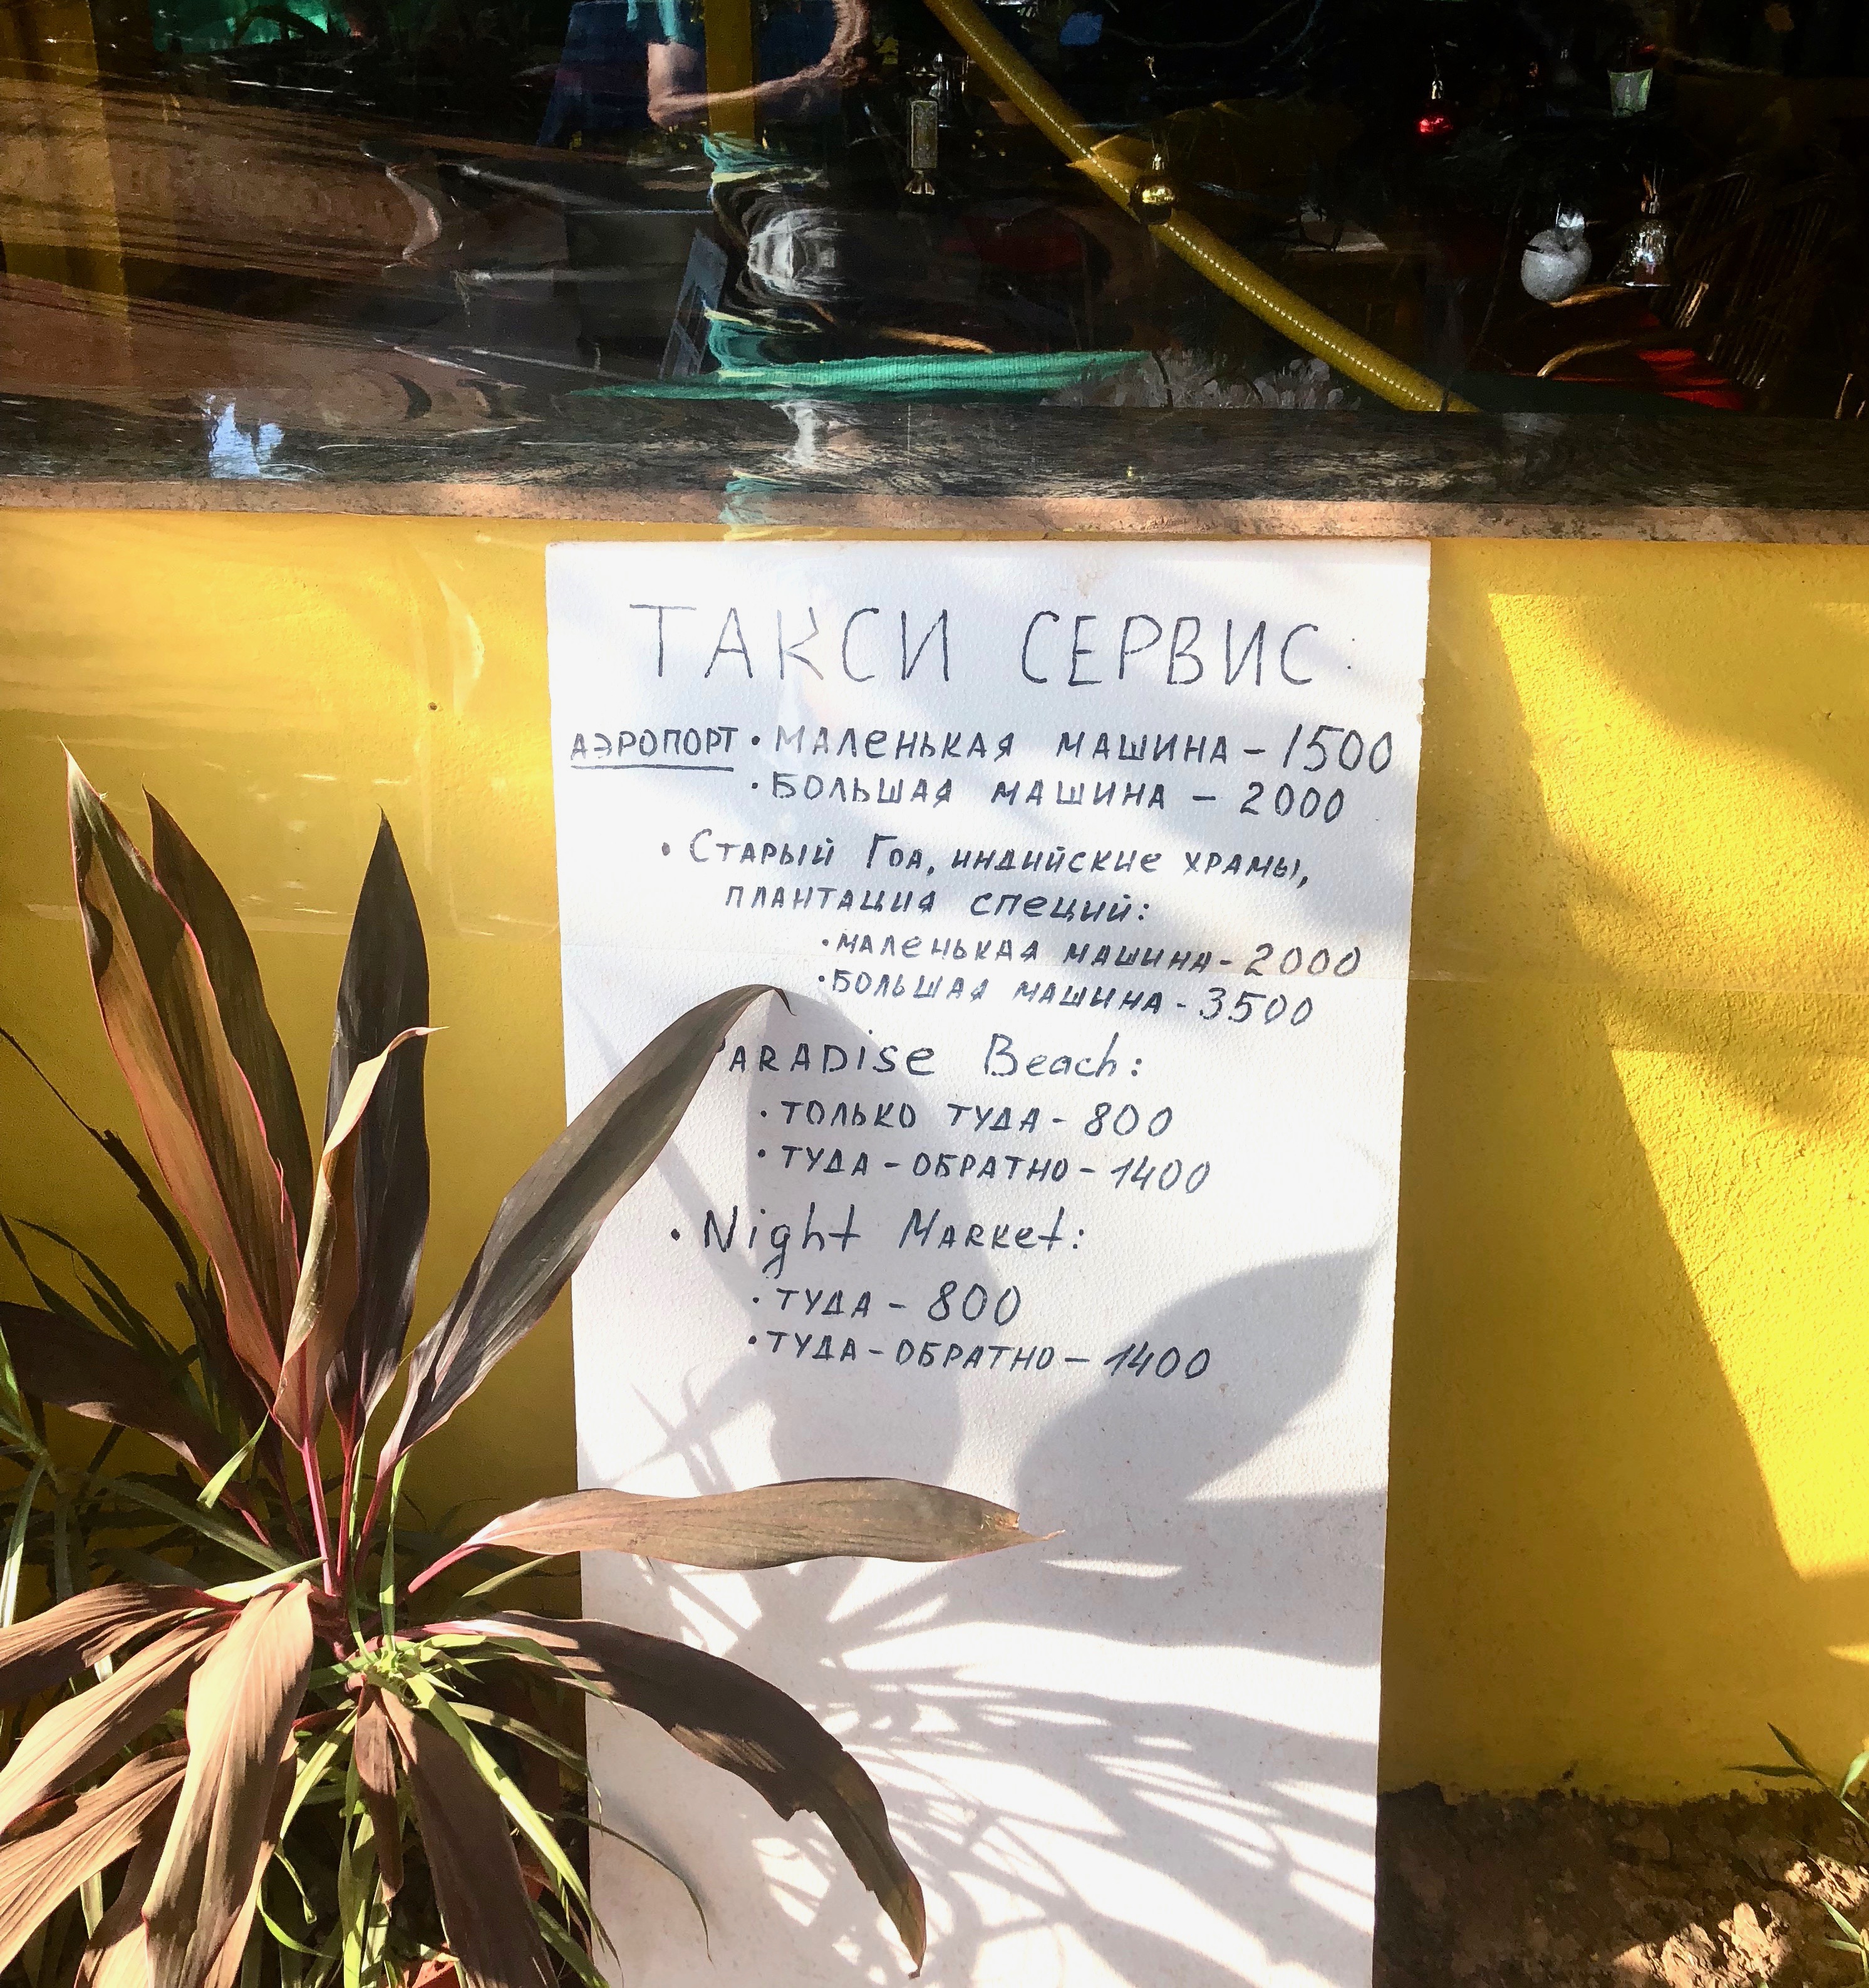 ТАКСИ СЕРВИС:
АЭРОПОРТ • МАЛЕНЬКАЯ МАШИНА – 1500
• БОЛЬШАЯ МАШИНА – 2000
• Старый Гоа, индийские храмы,
плантация специй:
• маленькая машина - 2000
• большая машина - 3500
Paradise Beach:
• только туда - 800
• туда - обратно - 1400
• Night Market:
• туда - 800
• туда - обратно – 1400